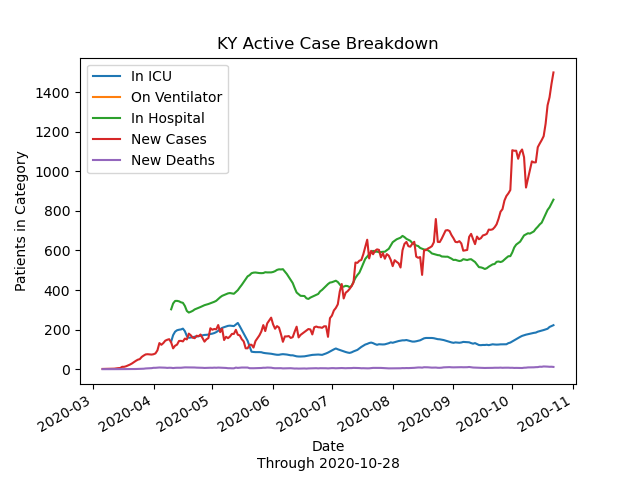 KY Active Case Breakdown
In ICU
On Ventilator
In Hospital
New Cases
New Deaths
Patients in Category
1400
1200
1000
800
600
400
200
0
2020-03
2020-04
2020-05
2020-06
2020-07
2020-08
2020-09
2020-10
2020-11
Date
Through 2020-10-28